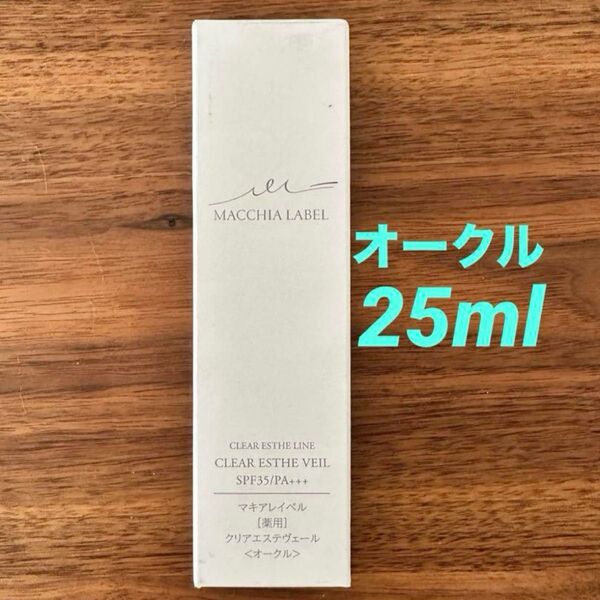 MACCHIA LABEL
オークル
25ml
CLEAR ESTHE LINE
CLEAR ESTHE VEIL
SPF35/PA+++
マキアレイベル
[薬用]
クリアエステヴェール
<オークル>